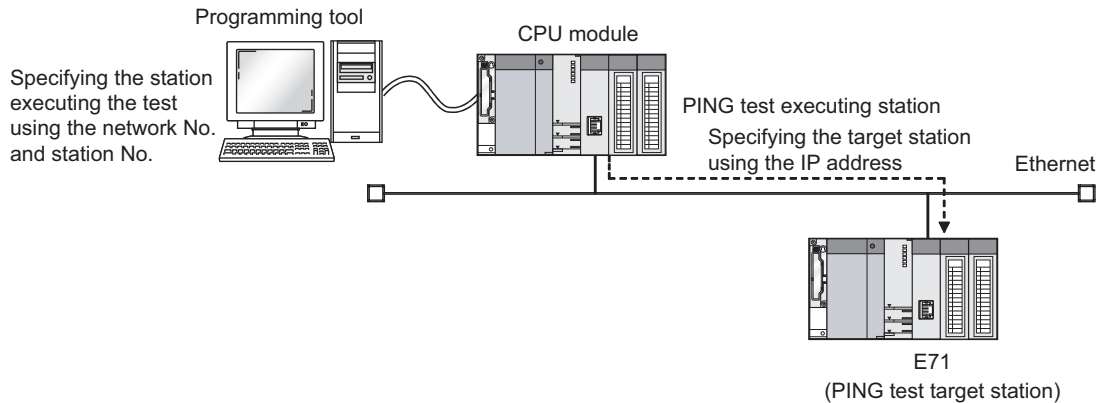 Programming tool
CPU module
Specifying the station
executing the test
using the network No.
and station No.
PING test executing station
Specifying the target station
using the IP address
Ethernet
E71
(PING test target station)